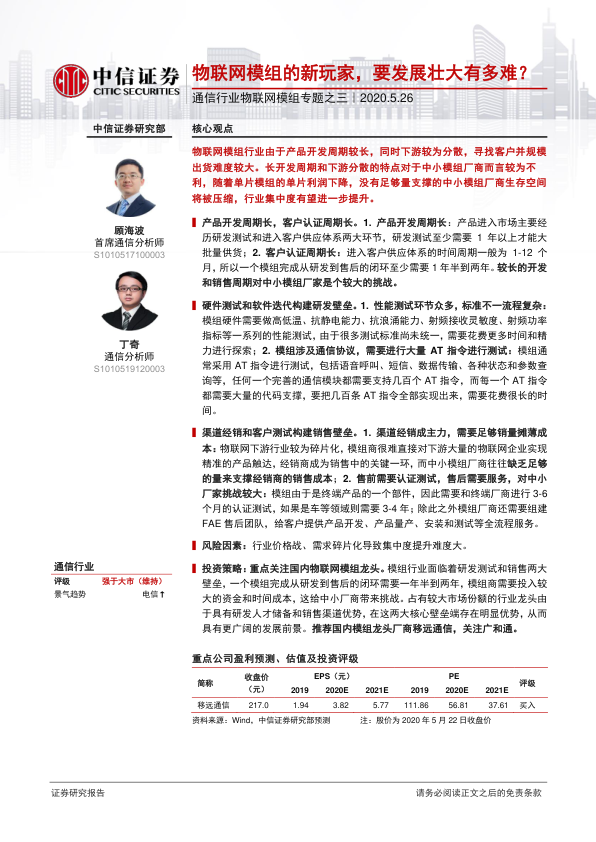 中信证券
CITIC SECURITIES
物联网模组的新玩家，要发展壮大有多难？
通信行业物联网模组专题之三｜2020.5.26
中信证券研究部
顾海波
首席通信分析师
S1010517100003
丁奇
通信分析师
S1010519120003
核心观点
物联网模组行业由于产品开发周期较长，同时下游较为分散，寻找客户并规模
出货难度较大。长开发周期和下游分散的特点对于中小模组厂商而言较为不
利，随着单片模组的单片利润下降，没有足够量支撑的中小模组厂商生存空间
将被压缩，行业集中度有望进一步提升。
产品开发周期长，客户认证周期长。1. 产品开发周期长：产品进入市场主要经
历研发测试和进入客户供应体系两大环节，研发测试至少需要 1 年以上才能大
批量供货；2. 客户认证周期长：进入客户供应体系的时间周期一般为 1-12 个
月，所以一个模组完成从研发到售后的闭环至少需要 1 年半到两年。较长的开发
和销售周期对中小模组厂家是个较大的挑战。
硬件测试和软件迭代构建研发壁垒。1. 性能测试环节众多，标准不一流程复杂：
模组硬件需要做高低温、抗静电能力、抗浪涌能力、射频接收灵敏度、射频功率
指标等一系列的性能测试，由于很多测试标准尚未统一，需要花费更多时间和精
力进行探索；2. 模组涉及通信协议，需要进行大量 AT 指令进行测试：模组通
常采用 AT 指令进行测试，包括语音呼叫、短信、数据传输、各种状态和参数查
询等，任何一个完善的通信模块都需要支持几百个 AT 指令，而每一个 AT 指令
都需要大量的代码支撑，要把几百条 AT 指令全部实现出来，需要花费很长的时
间。
渠道经销和客户测试构建销售壁垒。1. 渠道经销成主力，需要足够销量摊薄成
本：物联网下游行业较为碎片化，模组商很难直接对下游大量的物联网企业实现
精准的产品触达，经销商成为销售中的关键一环，而中小模组厂商往往缺乏足够
的量来支撑经销商的销售成本；2. 售前需要认证测试，售后需要服务，对中小
厂家挑战较大：模组由于是终端产品的一个部件，因此需要和终端厂商进行 3-6
个月的认证测试，如果是车等领域则需要 3-4 年；除此之外模组厂商还需要组建
FAE 售后团队，给客户提供产品开发、产品量产、安装和测试等全流程服务。
风险因素：行业价格战、需求碎片化导致集中度提升难度大。
投资策略：重点关注国内物联网模组龙头。模组行业面临着研发测试和销售两大
壁垒，一个模组完成从研发到售后的闭环需要一年半到两年，模组商需要投入较
大的资金和时间成本，这给中小厂商带来挑战。占有较大市场份额的行业龙头由
于具有研发人才储备和销售渠道优势，在这两大核心壁垒端存在明显优势，从而
具有更广阔的发展前景。推荐国内模组龙头厂商移远通信，关注广和通。
通信行业
评级 强于大市（维持）
景气趋势 电信↑
重点公司盈利预测、估值及投资评级
简称 收盘价（元） EPS（元） PE 评级
2019 2020E 2021E 2019 2020E 2021E
移远通信 217.0 1.94 3.82 5.77 111.86 56.81 37.61 买入
资料来源：Wind，中信证券研究部预测 注：股价为 2020 年 5 月 22 日收盘价
证券研究报告
请务必阅读正文之后的免责条款